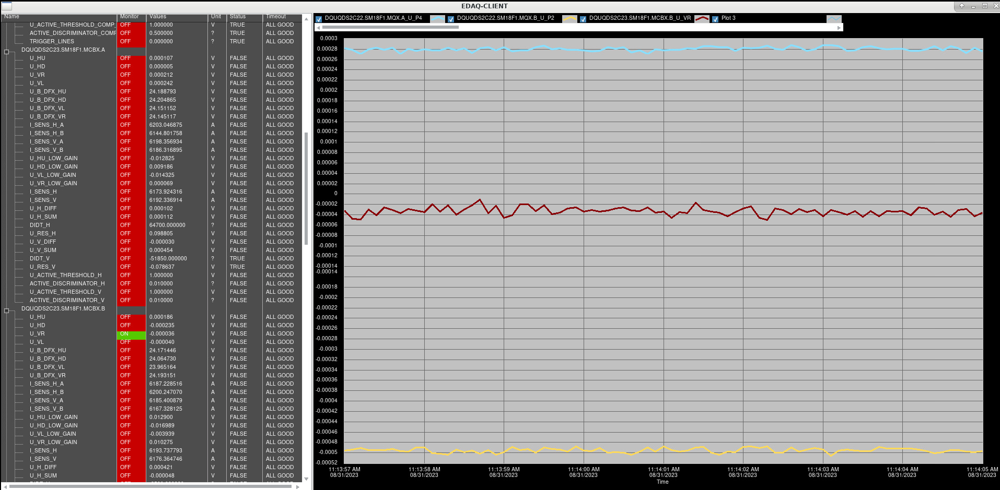 EDAQ-CLIENT
Name Monitor Values Unit Status Timeout
U_ACTIVE_THRESHOLD_COMP_ OFF 1.000000 V TRUE ALL GOOD
ACTIVE_DISCRIMINATOR_COMF OFF 0.500000 ? TRUE ALL GOOD
TRIGGER_LINES OFF 0.000000 ? TRUE ALL GOOD
DQUQDS2C23.SM18F1.MCBX.A
U_HU OFF 0.000107 V FALSE ALL GOOD
U_HD OFF 0.000005 V FALSE ALL GOOD
U_VR OFF 0.000212 V FALSE ALL GOOD
U_VL OFF 0.000242 V FALSE ALL GOOD
U_B_DFX_HU OFF 24.188793 V FALSE ALL GOOD
U_B_DFX_HD OFF 24.204865 V FALSE ALL GOOD
U_B_DFX_VL OFF 24.151152 V FALSE ALL GOOD
U_B_DFX_VR OFF 24.145117 V FALSE ALL GOOD
I_SENS_H_A OFF 6203.046875 A FALSE ALL GOOD
I_SENS_H_B OFF 6144.801758 A FALSE ALL GOOD
I_SENS_V_A OFF 6198.356934 A FALSE ALL GOOD
I_SENS_V_B OFF 6186.316895 A FALSE ALL GOOD
U_HU_LOW_GAIN OFF -0.012825 V FALSE ALL GOOD
U_HD_LOW_GAIN OFF 0.009186 V FALSE ALL GOOD
U_VL_LOW_GAIN OFF -0.014325 V FALSE ALL GOOD
U_VR_LOW_GAIN OFF 0.000069 V FALSE ALL GOOD
I_SENS_H OFF 6173.924316 A FALSE ALL GOOD
I_SENS_V OFF 6192.336914 A FALSE ALL GOOD
U_H_DIFF OFF 0.000102 V FALSE ALL GOOD
U_H_SUM OFF 0.000112 V FALSE ALL GOOD
DIDT_H OFF 64700.000000 ? FALSE ALL GOOD
U_RES_H OFF 0.098805 V FALSE ALL GOOD
U_V_DIFF OFF -0.000030 V FALSE ALL GOOD
U_V_SUM OFF 0.000454 V FALSE ALL GOOD
DIDT_V OFF -51850.000000 ? TRUE ALL GOOD
U_RES_V OFF -0.078637 V TRUE ALL GOOD
U_ACTIVE_THRESHOLD_H OFF 1.000000 V FALSE ALL GOOD
ACTIVE_DISCRIMINATOR_H OFF 0.010000 ? FALSE ALL GOOD
U_ACTIVE_THRESHOLD_V OFF 1.000000 V FALSE ALL GOOD
ACTIVE_DISCRIMINATOR_V OFF 0.010000 ? FALSE ALL GOOD
DQUQDS2C23.SM18F1.MCBX.B
U_HU OFF 0.000186 V FALSE ALL GOOD
U_HD OFF -0.000235 V FALSE ALL GOOD
U_VR ON -0.000036 V FALSE ALL GOOD
U_VL OFF -0.000040 V FALSE ALL GOOD
U_B_DFX_HU OFF 24.171446 V FALSE ALL GOOD
U_B_DFX_HD OFF 24.064730 V FALSE ALL GOOD
U_B_DFX_VL OFF 23.965164 V FALSE ALL GOOD
U_B_DFX_VR OFF 24.193151 V FALSE ALL GOOD
I_SENS_H_A OFF 6187.228516 A FALSE ALL GOOD
I_SENS_H_B OFF 6200.247070 A FALSE ALL GOOD
I_SENS_V_A OFF 6185.400879 A FALSE ALL GOOD
I_SENS_V_B OFF 6167.328125 A FALSE ALL GOOD
U_HU_LOW_GAIN OFF 0.012900 V FALSE ALL GOOD
U_HD_LOW_GAIN OFF -0.016989 V FALSE ALL GOOD
U_VL_LOW_GAIN OFF -0.003939 V FALSE ALL GOOD
U_VR_LOW_GAIN OFF 0.010275 V FALSE ALL GOOD
I_SENS_H OFF 6193.737793 A FALSE ALL GOOD
I_SENS_V OFF 6176.364746 A FALSE ALL GOOD
U_H_DIFF OFF 0.000421 V FALSE ALL GOOD
U_H_SUM OFF -0.000048 V FALSE ALL GOOD
DQUQDS2C22.SM18F1.MQX.A_U_P4 DQUQDS2C22.SM18F1.MQX.B_U_P2 DQUQDS2C23.SM18F1.MCBX.B_U_VR Plot 3
0.0003
0.00028
0.00026
0.00024
0.00022
0.0002
0.00018
0.00016
0.00014
0.00012
0.0001
0.00008
0.00006
0.00004
0.00002
0
-0.00002
-0.00004
-0.00006
-0.00008
-0.0001
-0.00012
-0.00014
-0.00014
-0.00018
-0.0002
-0.00022
-0.00024
-0.00026
-0.00028
-0.0003
-0.00032
-0.00034
-0.00036
-0.00038
-0.0004
-0.00042
-0.00044
-0.00046
-0.00048
-0.0005
-0.00052
11:13:57 AM 11:13:58 AM 11:13:59 AM 11:14:00 AM 11:14:01 AM 11:14:02 AM 11:14:03 AM 11:14:04 AM 11:14:05 AM
08/31/2023 08/31/2023 08/31/2023 08/31/2023 08/31/2023 08/31/2023 08/31/2023 08/31/2023 08/31/2023
Time